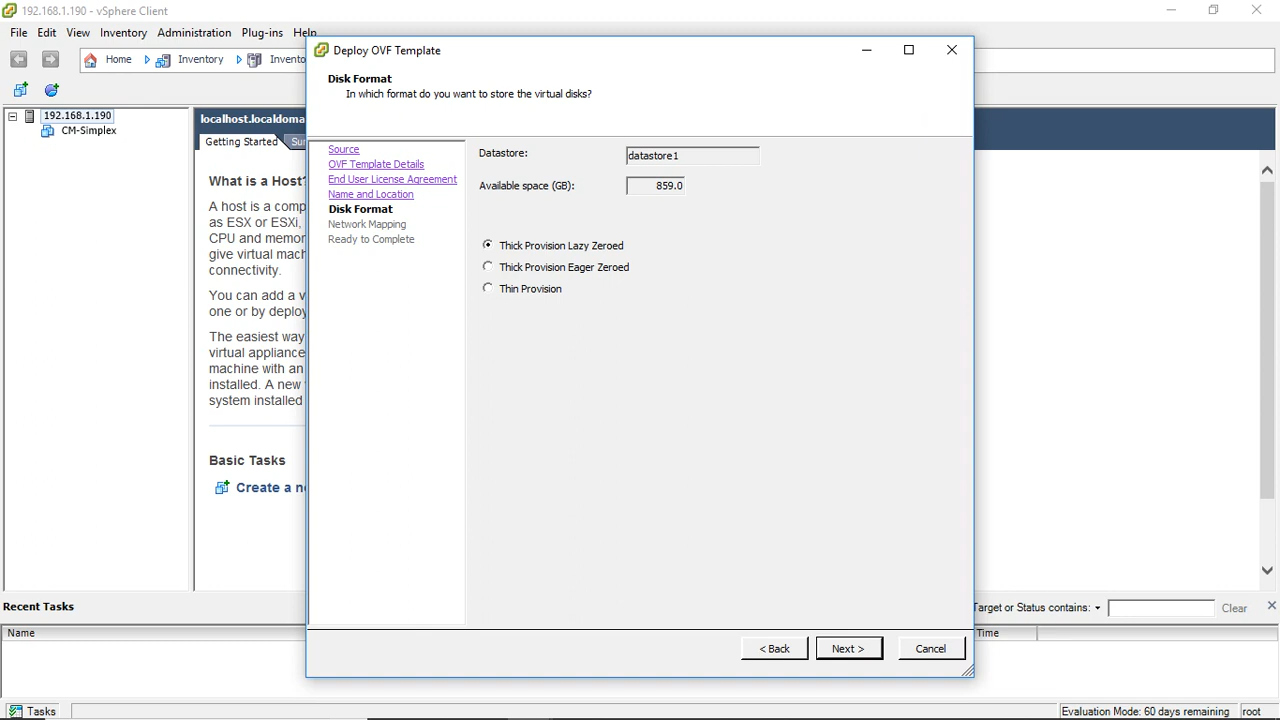 192.168.1.190 - vSphere Client
File Edit View Inventory Administration Plug-ins Help
Home Inventory Invento
192.168.1.190
CM-Simplex
localhost.localdoma
Getting Started Su
What is a Host?
A host is a comp
as ESX or ESXi,
CPU and memor
give virtual mach
connectivity.
You can add a v
one or by deploy
The easiest way
virtual appliance
machine with an
installed. A new
system installed
Basic Tasks
Create a ne
Deploy OVF Template
Disk Format
In which format do you want to store the virtual disks?
Source
OVF Template Details
End User License Agreement
Name and Location
Disk Format
Network Mapping
Ready to Complete
Datastore: datastore1
Available space (GB): 859.0
Thick Provision Lazy Zeroed
Thick Provision Eager Zeroed
Thin Provision
< Back Next > Cancel
Recent Tasks
Target or Status contains: Clear
Name
Time
Tasks
Evaluation Mode: 60 days remaining root